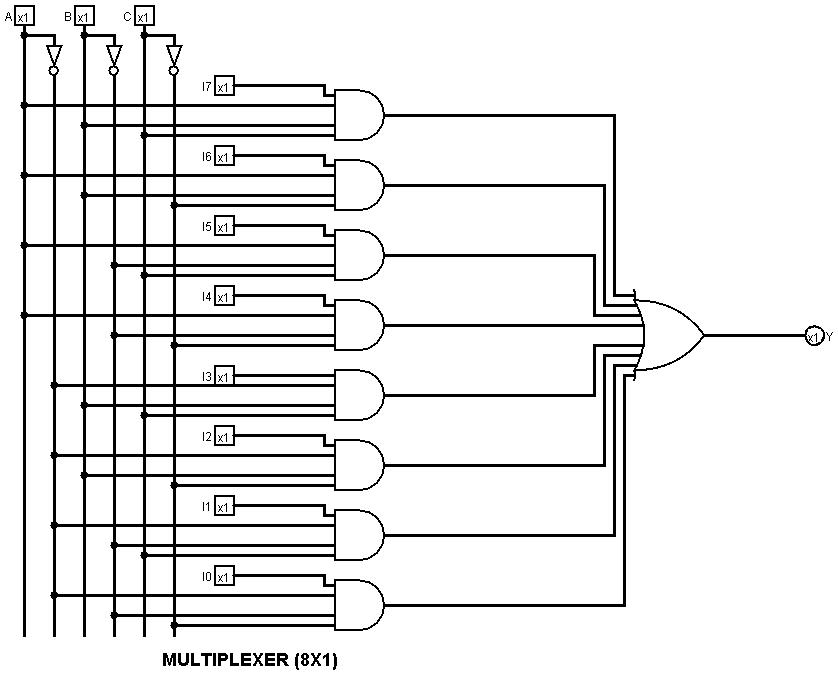 A x1 B x1 C x1
I7 x1
I6 x1
I5 x1
I4 x1
x1 Y
I3 x1
I2 x1
I1 x1
I0 x1
MULTIPLEXER (8X1)